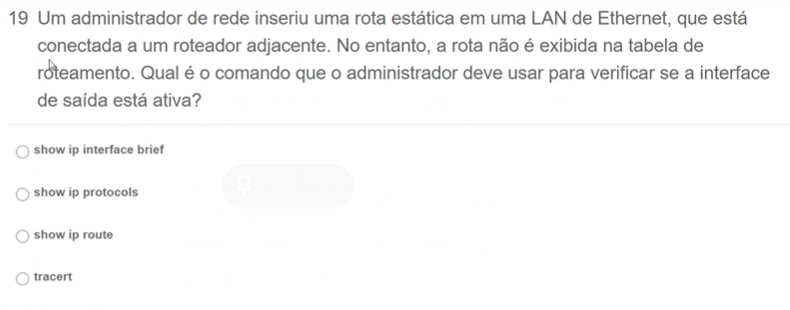 19 Um administrador de rede inseriu uma rota estática em uma LAN de Ethernet, que está
conectada a um roteador adjacente. No entanto, a rota não é exibida na tabela de
roteamento. Qual é o comando que o administrador deve usar para verificar se a interface
de saída está ativa?
show ip interface brief
show ip protocols
show ip route
tracert